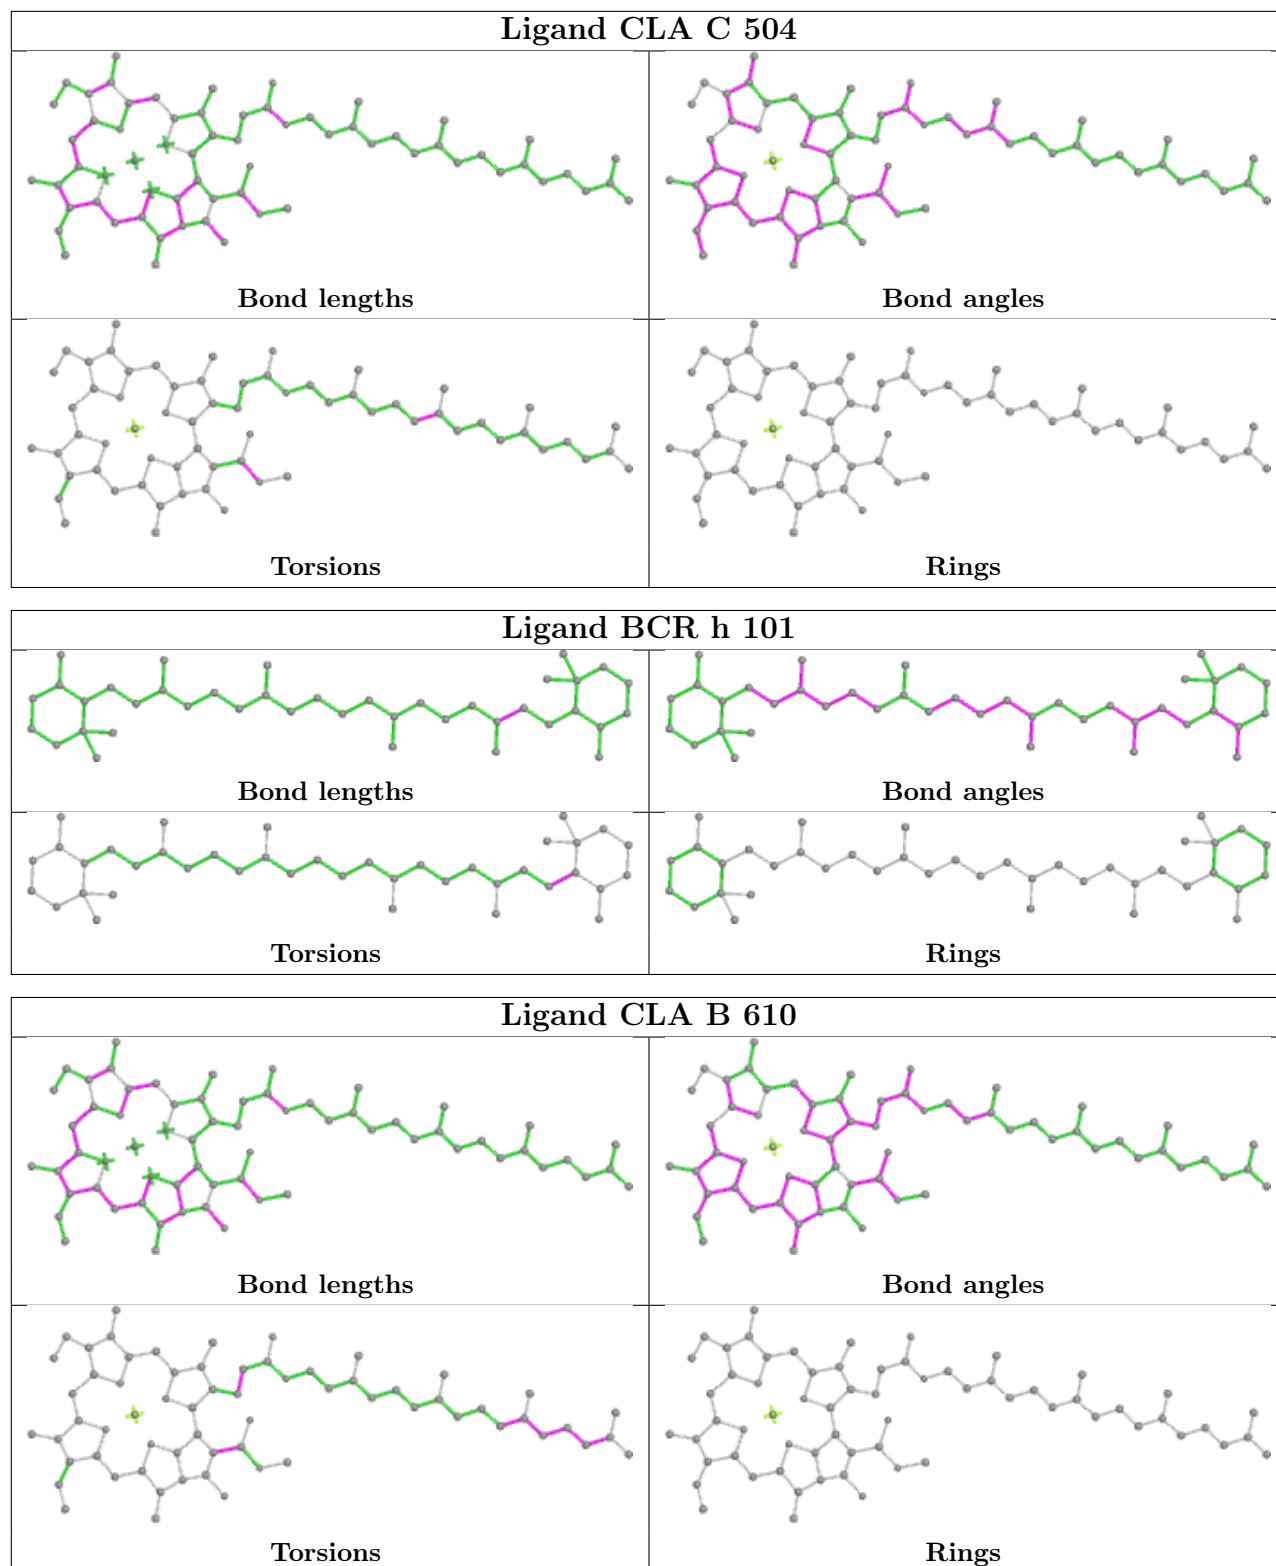 Ligand CLA C 504
Bond lengths
Bond angles
Torsions
Rings
Ligand BCR h 101
Bond lengths
Bond angles
Torsions
Rings
Ligand CLA B 610
Bond lengths
Bond angles
Torsions
Rings